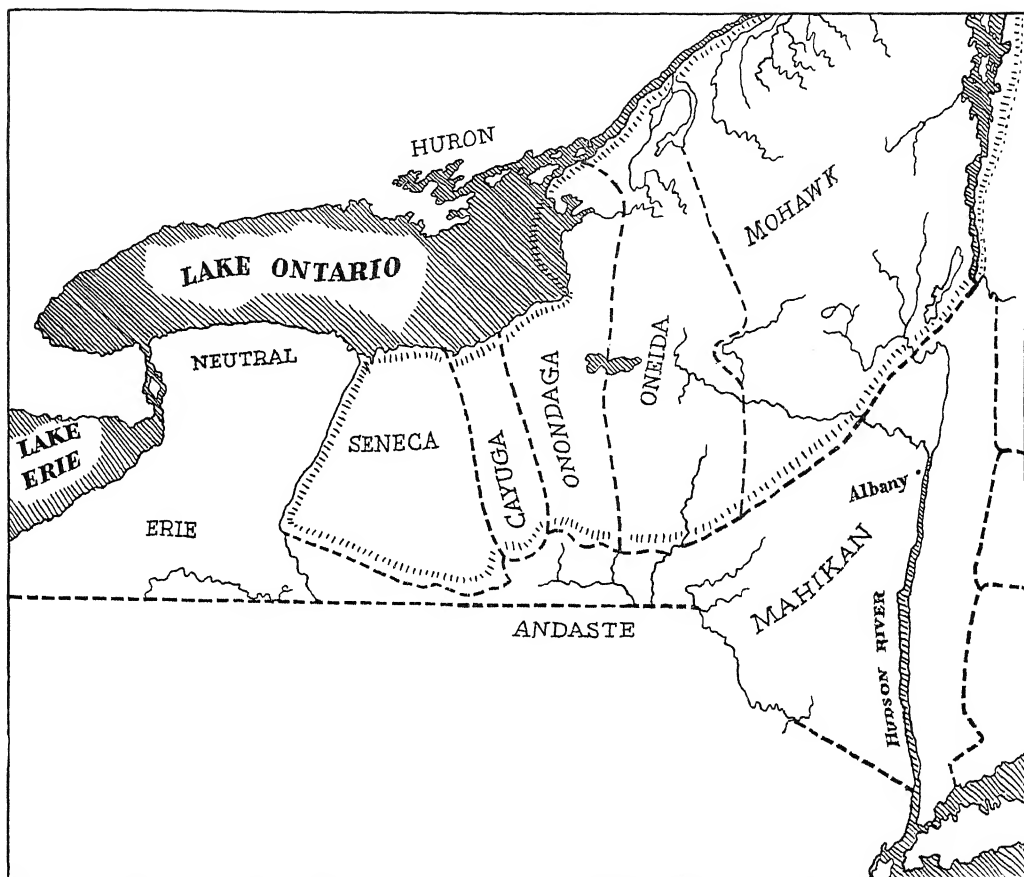 HURON
MOHAWK
LAKE ONTARIO
NEUTRAL
ONEIDA
ONONDAGA
SENECA
CAYUGA
LAKE
ERIE
Albany
ERIE
MAHIKAN
ANDASTE
HUDSON RIVER